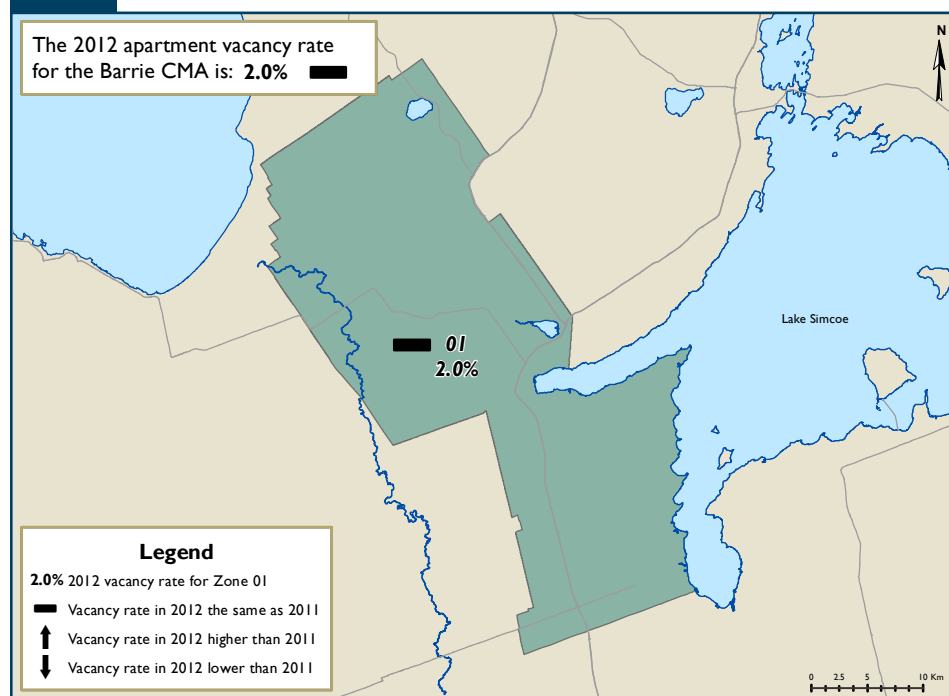 The 2012 apartment vacancy rate
for the Barrie CMA is: 2.0%
N
Lake Simcoe
01
2.0%
Legend
2.0% 2012 vacancy rate for Zone 01
Vacancy rate in 2012 the same as 2011
Vacancy rate in 2012 higher than 2011
Vacancy rate in 2012 lower than 2011
0 2.5 5 10 Km